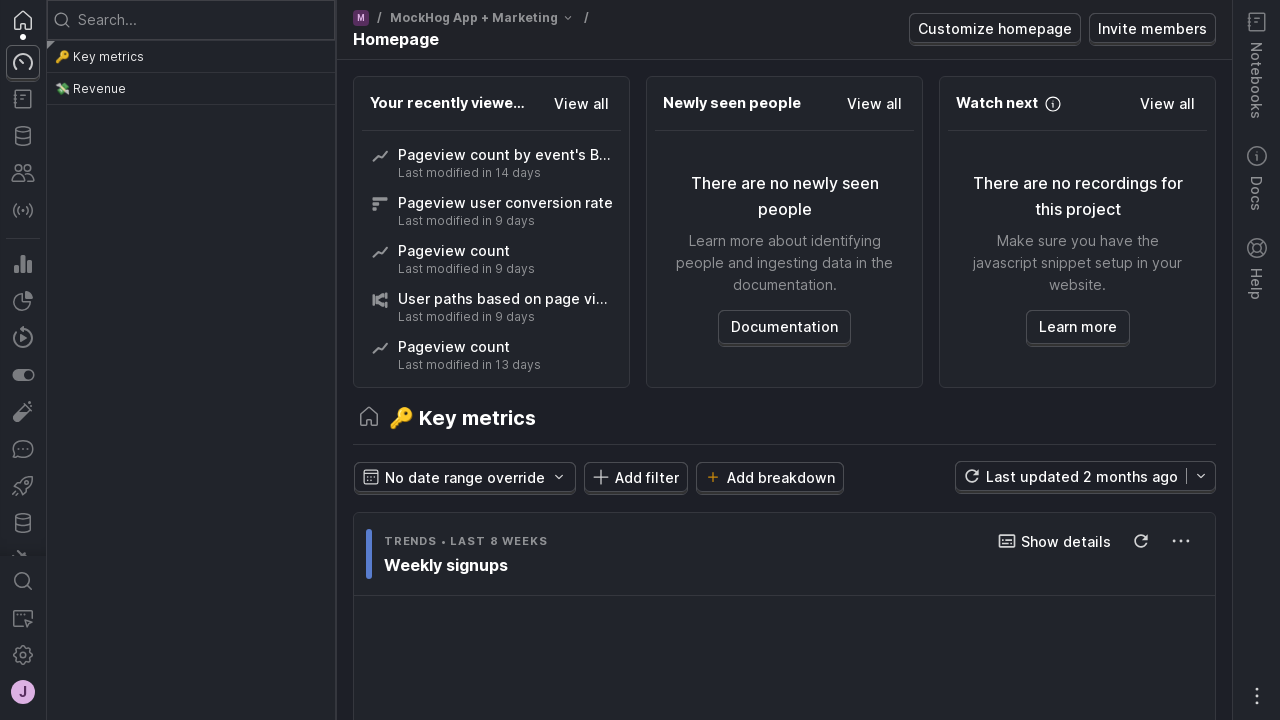 Search...
🔑 Key metrics
💸 Revenue
J
M / MockHog App + Marketing /
Homepage
Customize homepage
Invite members
Your recently viewe...
View all
Pageview count by event's B...
Last modified in 14 days
Pageview user conversion rate
Last modified in 9 days
Pageview count
Last modified in 9 days
User paths based on page vi...
Last modified in 9 days
Pageview count
Last modified in 13 days
Newly seen people
View all
There are no newly seen
people
Learn more about identifying
people and ingesting data in the
documentation.
Documentation
Watch next
View all
There are no recordings for
this project
Make sure you have the
javascript snippet setup in your
website.
Learn more
🔑 Key metrics
No date range override
Add filter
Add breakdown
Last updated 2 months ago
TRENDS • LAST 8 WEEKS
Weekly signups
Show details
Notebooks
Docs
Help